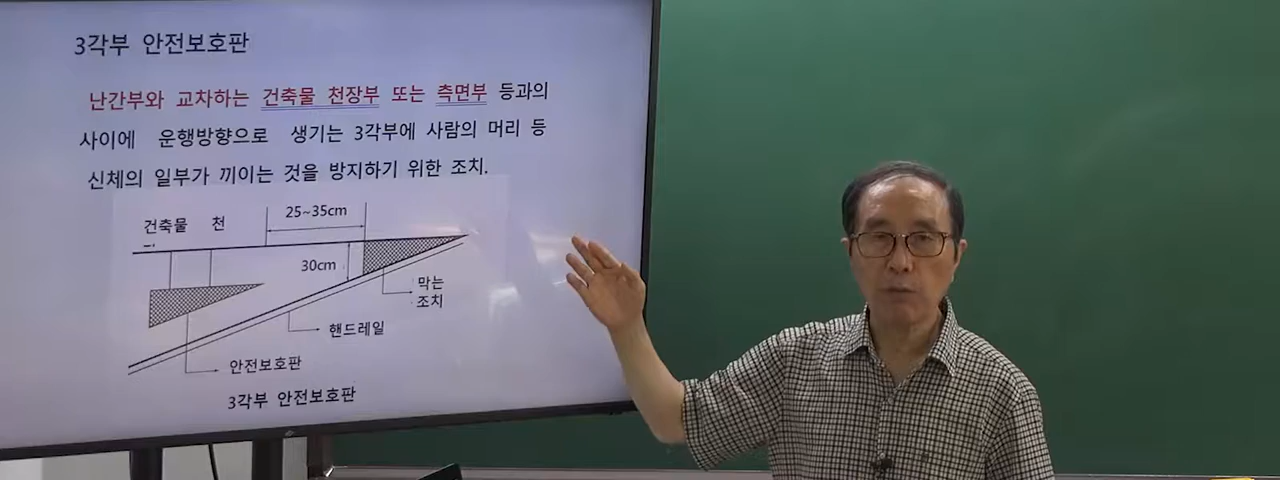 3각부 안전보호판
난간부와 교차하는 건축물 천장부 또는 측면부 등과의
사이에 운행방향으로 생기는 3각부에 사람의 머리 등
신체의 일부가 끼이는 것을 방지하기 위한 조치.
25~35cm
건축물 천
30cm
막는
조치
핸드레일
안전보호판
3각부 안전보호판